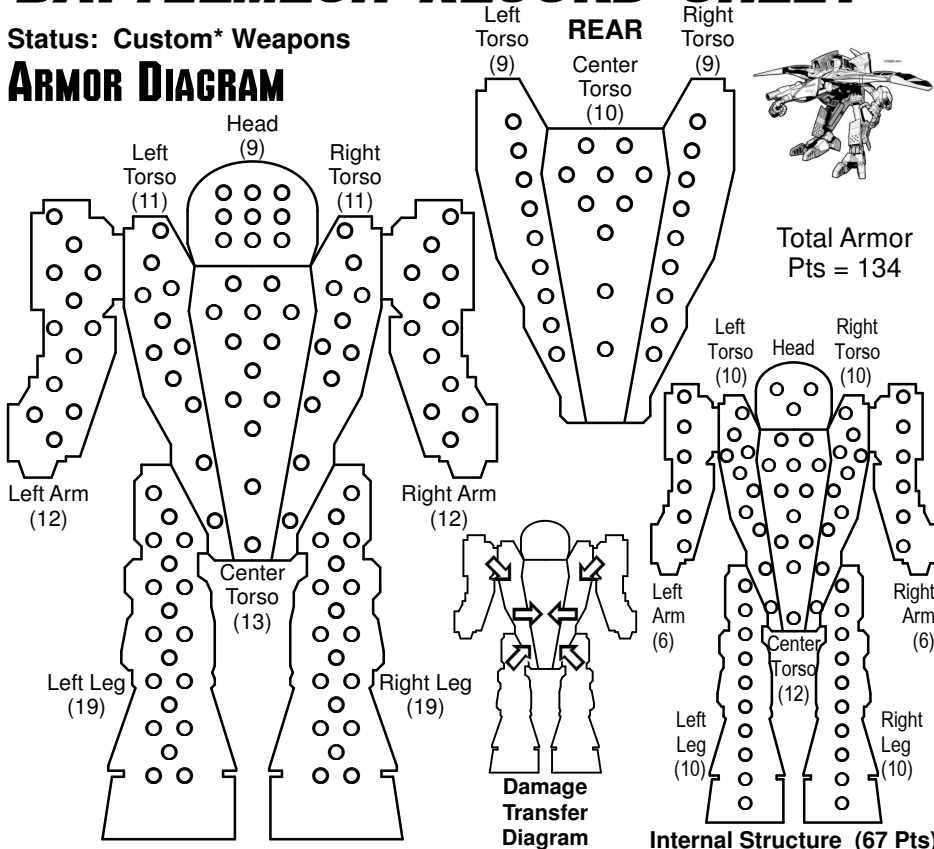 BATTLEMECH RECORD SHEET
Status: Custom* Weapons
ARMOR DIAGRAM
Head
(9)
Left
Torso
(11)
Right
Torso
(11)
Left Arm
(12)
Right Arm
(12)
Center
Torso
(13)
Left Leg
(19)
Right Leg
(19)
Left
Torso
(9)
REAR
Center
Torso
(10)
Right
Torso
(9)
Total Armor
Pts = 134
Left
Torso
(10)
Head
Right
Torso
(10)
Left
Arm
(6)
Right
Arm
(6)
Center
Torso
(12)
Left
Leg
(10)
Right
Leg
(10)
Damage
Transfer
Diagram
Internal Structure (67 Pts)